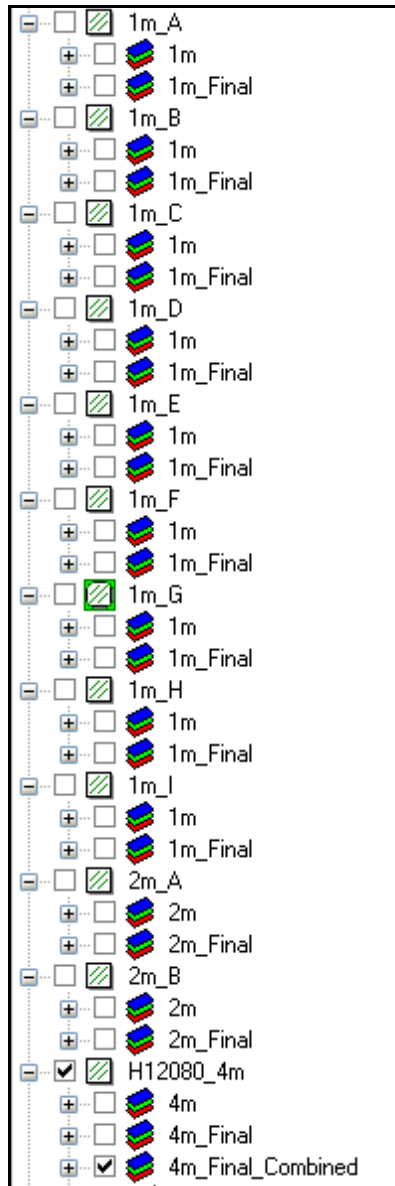 1m_A
1m
1m_Final
1m_B
1m
1m_Final
1m_C
1m
1m_Final
1m_D
1m
1m_Final
1m_E
1m
1m_Final
1m_F
1m
1m_Final
1m_G
1m
1m_Final
1m_H
1m
1m_Final
1m_I
1m
1m_Final
2m_A
2m
2m_Final
2m_B
2m
2m_Final
H12080_4m
4m
4m_Final
4m_Final_Combined